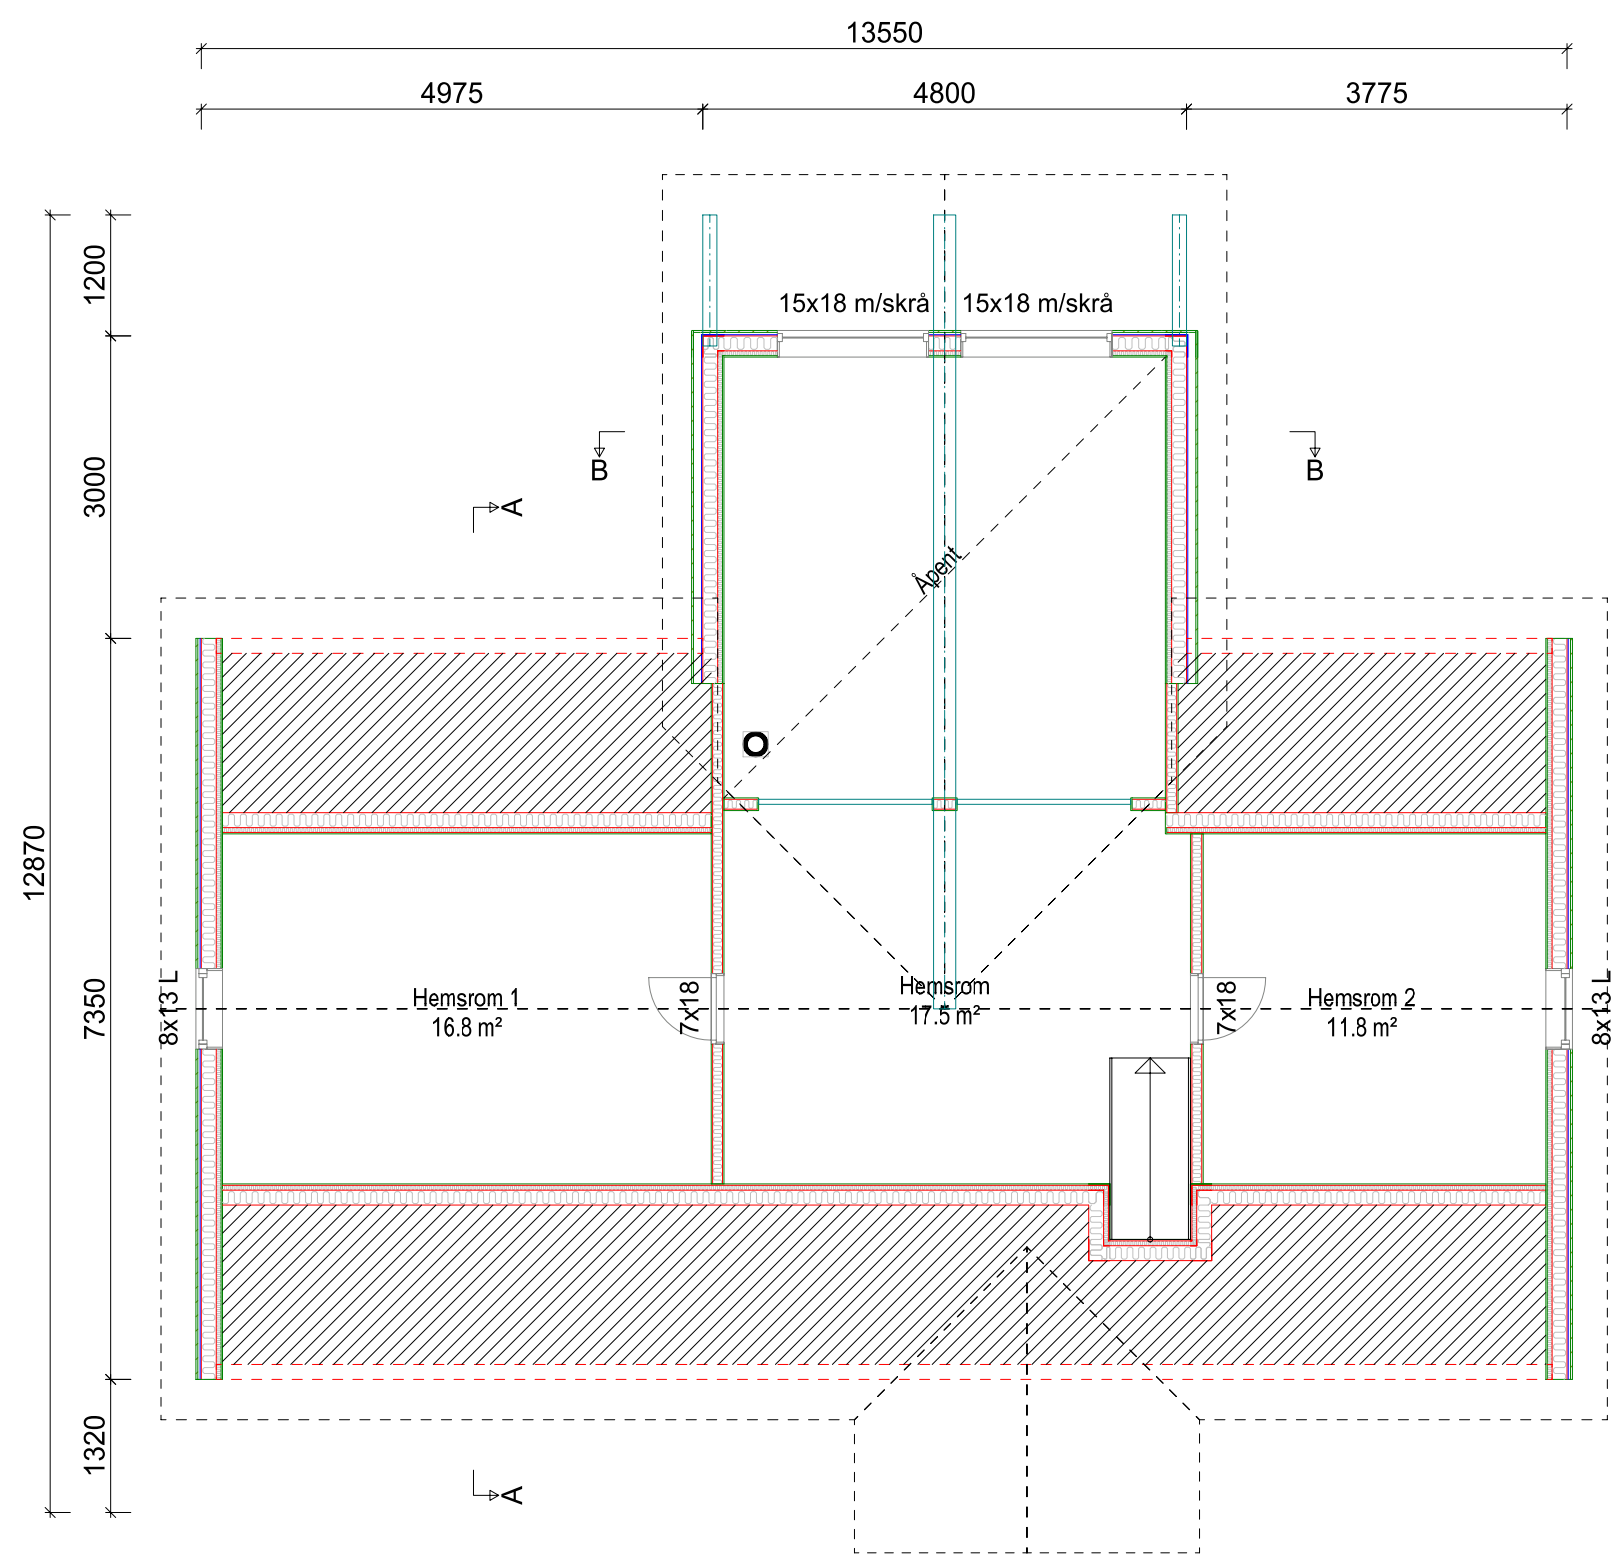 13550
4975
4800
3775
1200
15x18 m/skrå
15x18 m/skrå
B
B
3000
A
Åpent
12870
7350
8x13 L
Hemsrom 1
16.8 m²
7x18
Hemsrom
17.5 m²
7x18
Hemsrom 2
11.8 m²
8x13 L
1320
A